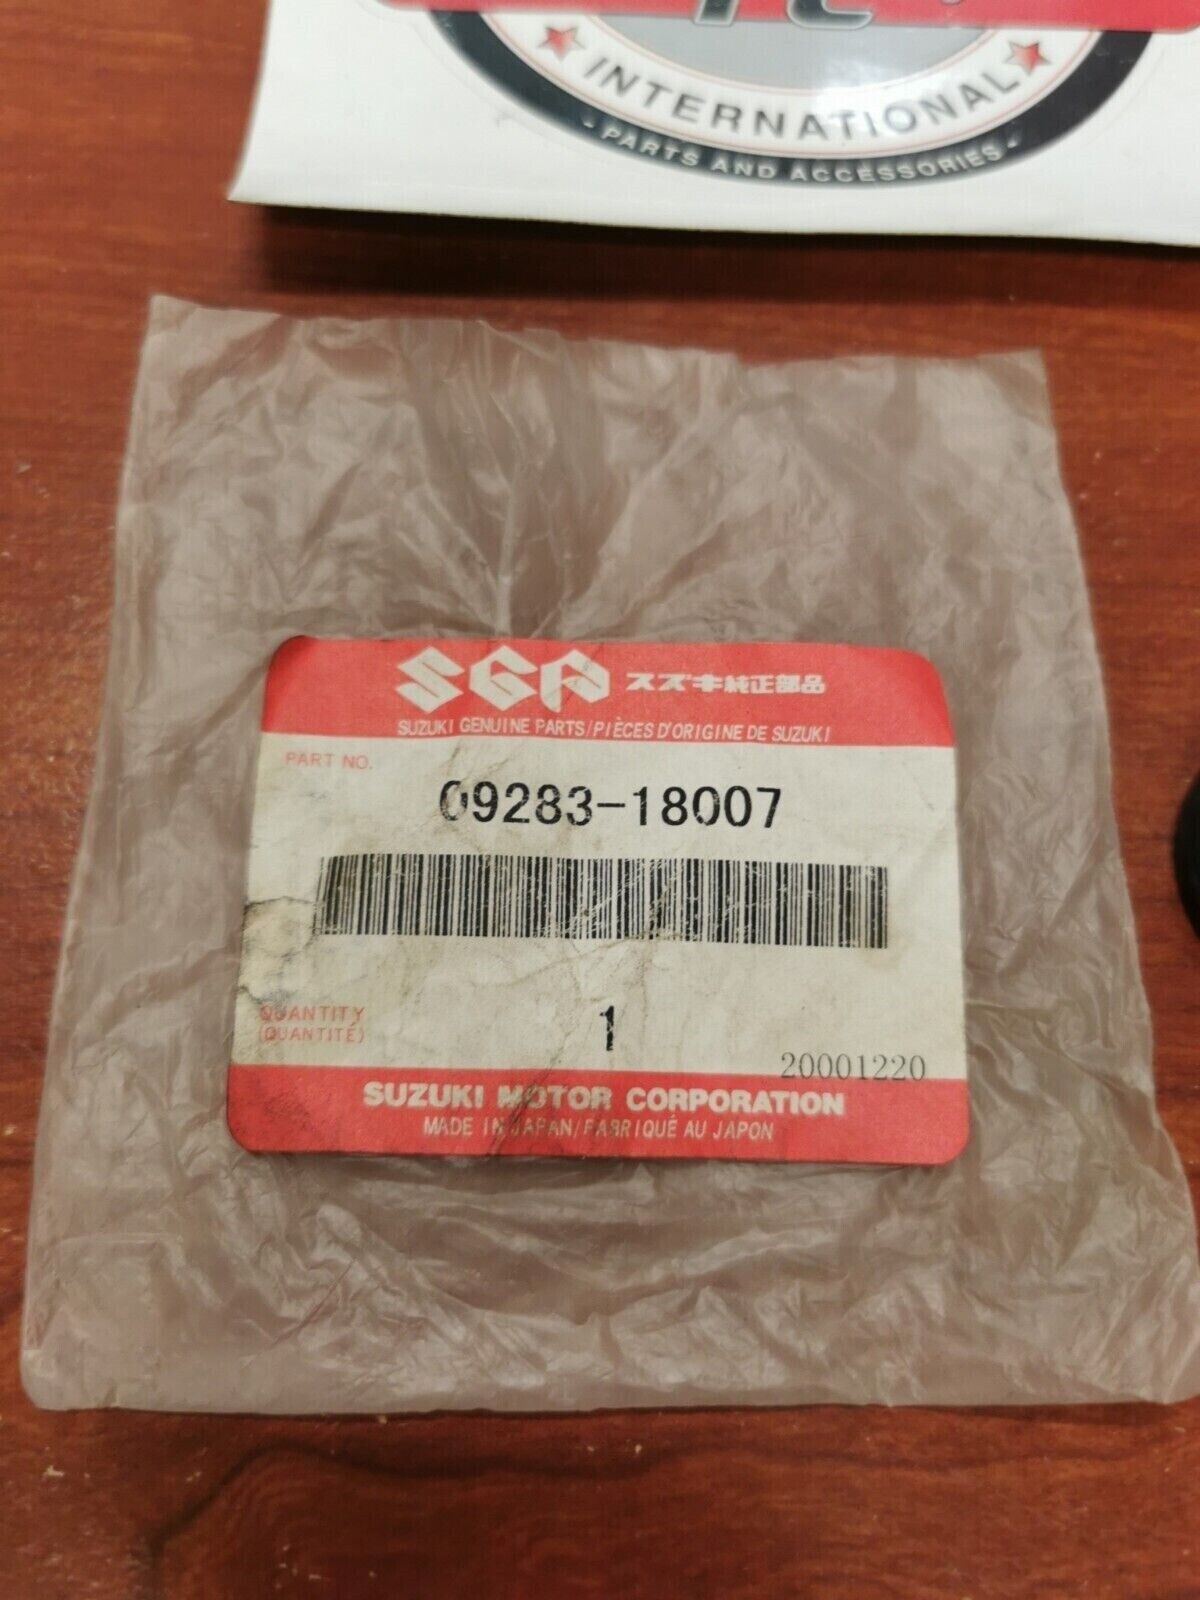 INTERNATIONAL
- PARTS AND ACCESSORIES -
SGP スズキ純正部品
SUZUKI GENUINE PARTS/PIÈCES D'ORIGINE DE SUZUKI
PART NO.
09283-18007
QUANTITY
(QUANTITÉ)
1
20001220
SUZUKI MOTOR CORPORATION
MADE IN JAPAN/FABRIQUÉ AU JAPON